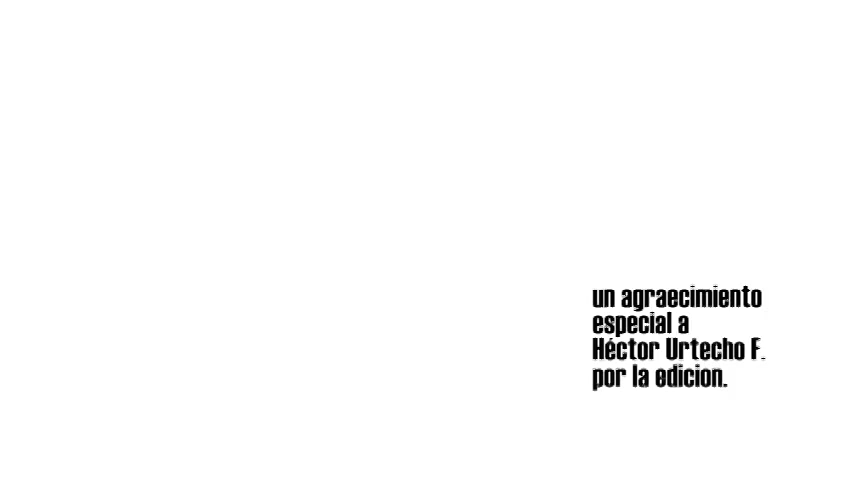 un agraecimiento
especial a
Héctor Urtecho F.
por la edicion.